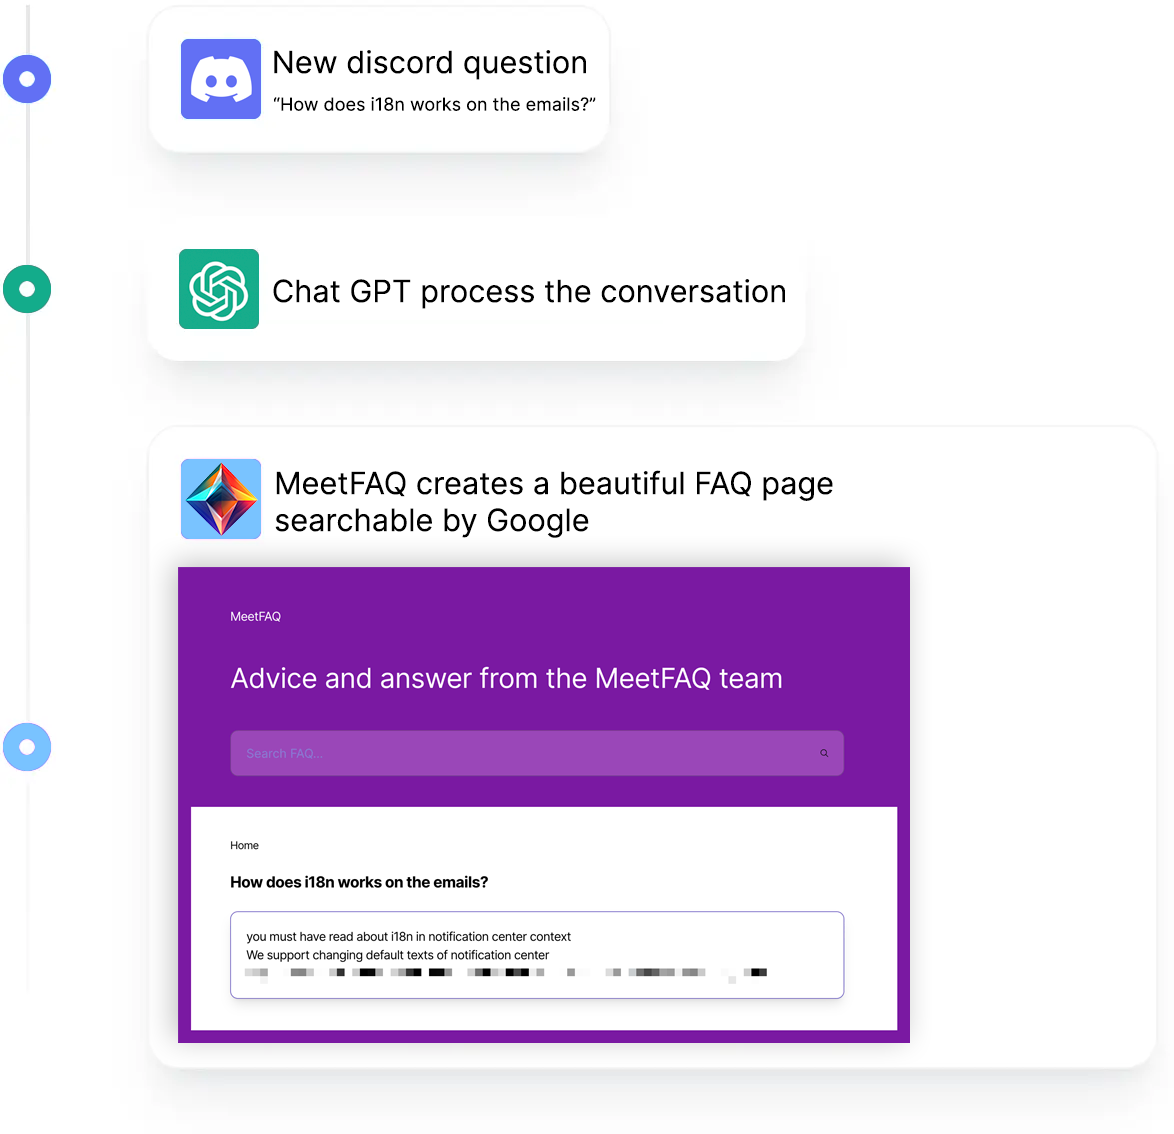 New discord question
“How does i18n works on the emails?”
Chat GPT process the conversation
MeetFAQ creates a beautiful FAQ page
searchable by Google
MeetFAQ
Advice and answer from the MeetFAQ team
Search FAQ...
Home
How does i18n works on the emails?
you must have read about i18n in notification center context
We support changing default texts of notification center